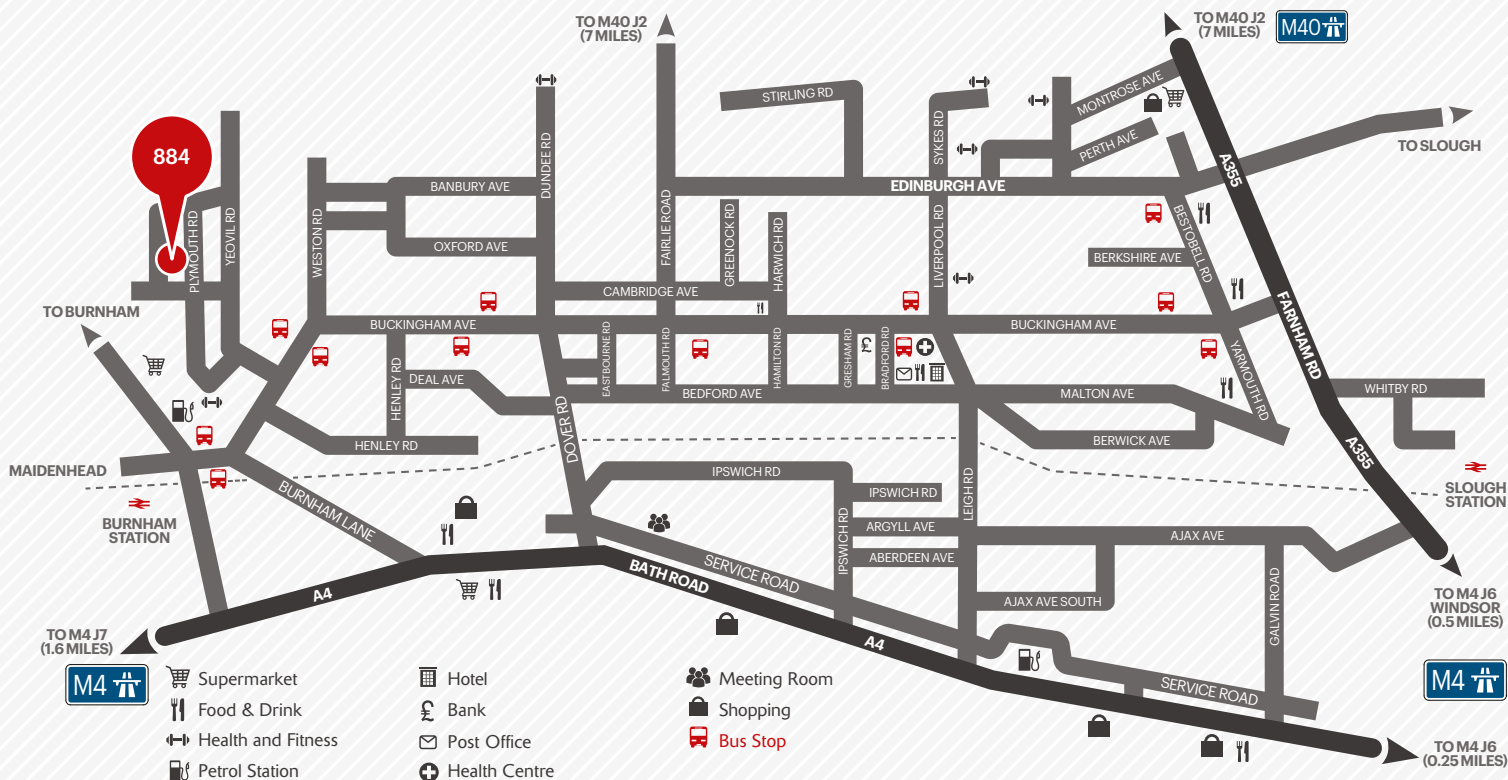 TO M40 J2
(7 MILES)
TO M40 J2
(7 MILES)
M40
STIRLING RD
MONTROSE AVE
PERTH AVE
SYKES RD
DUNDEE RD
884
TO SLOUGH
A355
BANBURY AVE
EDINBURGH AVE
PLYMOUTH RD
YEOVIL RD
WESTON RD
OXFORD AVE
FAIRLIE ROAD
GREENOCK RD
HARWICH RD
LIVERPOOL RD
BESTOBELL RD
BERKSHIRE AVE
CAMBRIDGE AVE
TO BURNHAM
BUCKINGHAM AVE
BUCKINGHAM AVE
FARNHAM RD
HENLEY RD
DEAL AVE
EASTBOURNE RD
FALMOUTH RD
HAMILTON RD
GRESHAM RD
£
BRADFORD RD
YARMOUTH RD
BEDFORD AVE
MALTON AVE
WHITBY RD
HENLEY RD
DOVER RD
BERWICK AVE
A355
MAIDENHEAD
IPSWICH RD
LEIGH RD
IPSWICH RD
BURNHAM
STATION
BURNHAM LANE
SLOUGH
STATION
IPSWICH RD
ARGYLL AVE
AJAX AVE
ABERDEEN AVE
SERVICE ROAD
BATH ROAD
A4
AJAX AVE SOUTH
GALVIN ROAD
TO M4 J6
WINDSOR
(0.5 MILES)
TO M4 J7
(1.6 MILES)
A4
M4
SERVICE ROAD
M4
Supermarket
Food & Drink
Health and Fitness
Petrol Station
Hotel
£ Bank
Post Office
Health Centre
Meeting Room
Shopping
Bus Stop
TO M4 J6
(0.25 MILES)